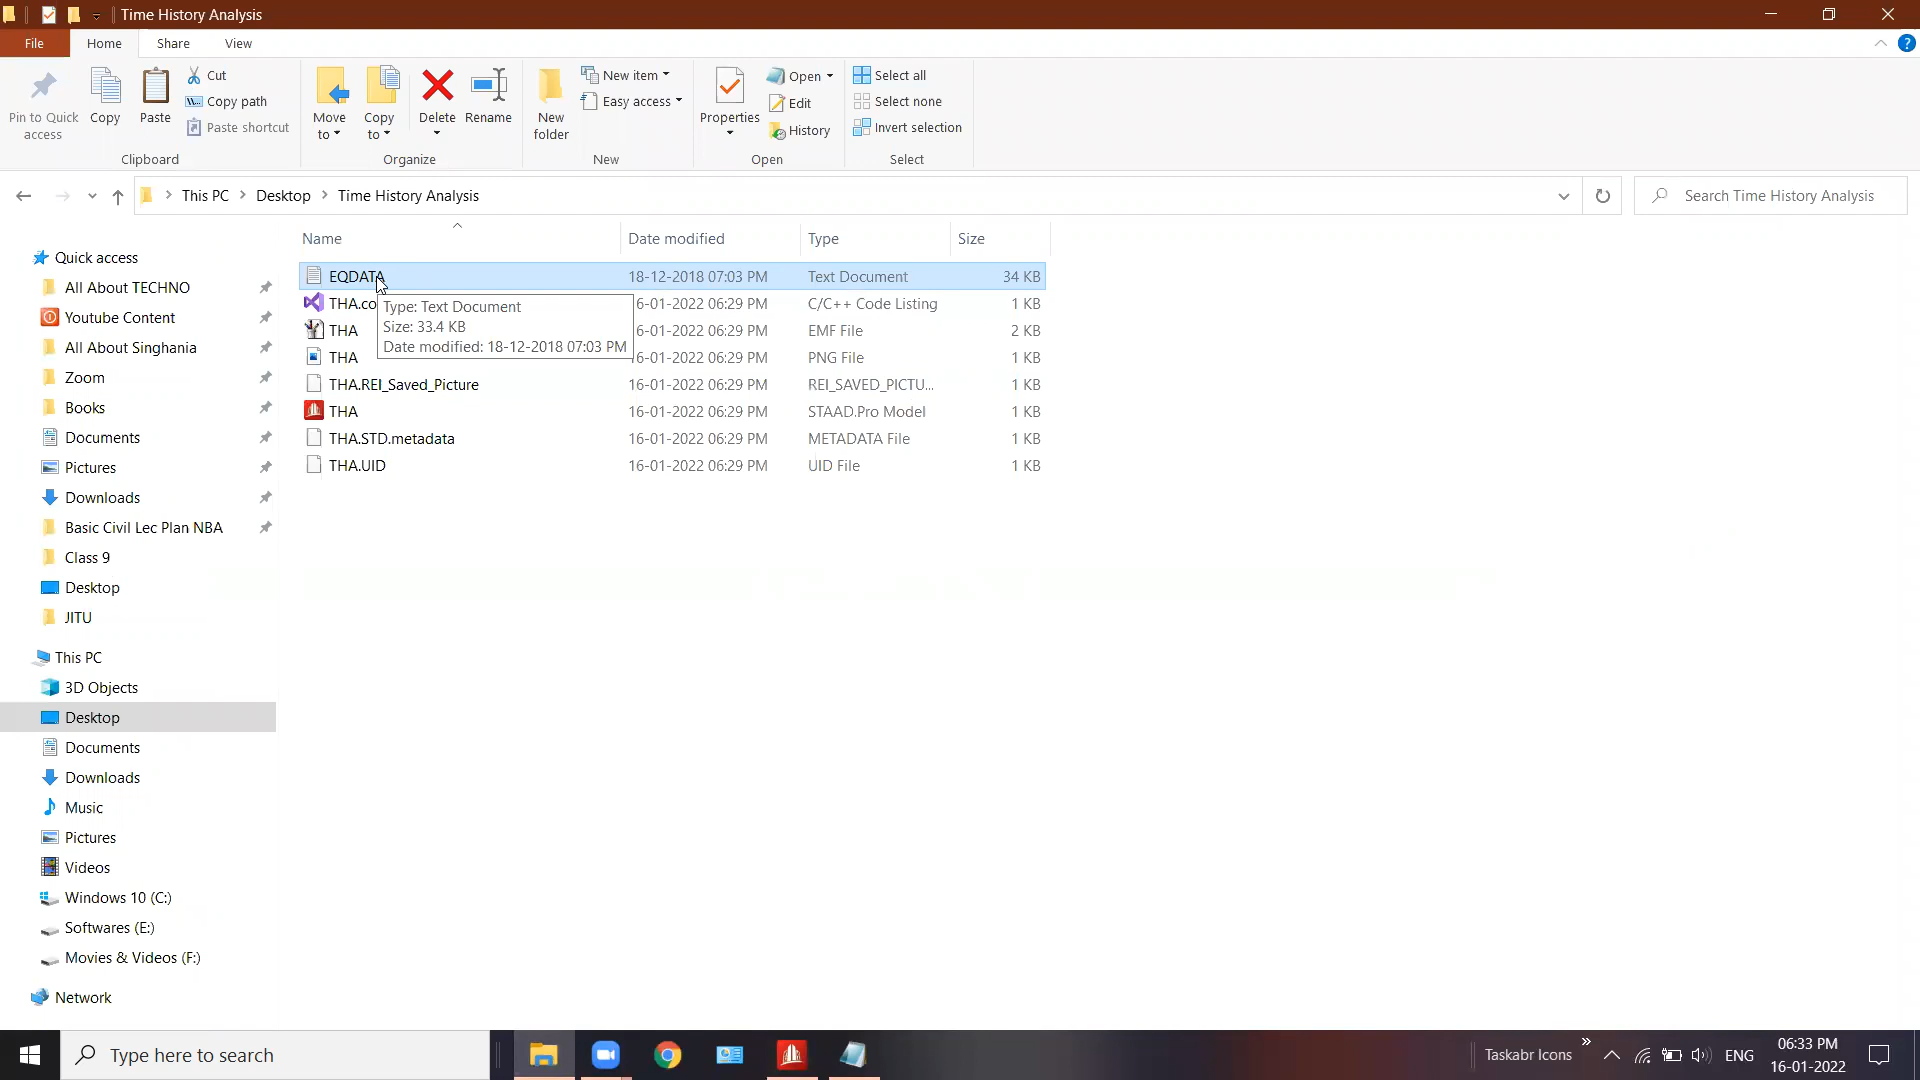 Time History Analysis
File Home Share View
Pin to Quick access
Copy
Paste
Cut
Copy path
Paste shortcut
Clipboard
Move to
Copy to
Delete
Rename
Organize
New folder
New item
Easy access
New
Properties
Open
Edit
History
Open
Select all
Select none
Invert selection
Select
This PC > Desktop > Time History Analysis
Search Time History Analysis
Name Date modified Type Size
EQDATA 18-12-2018 07:03 PM Text Document 34 KB
THA.co 6-01-2022 06:29 PM C/C++ Code Listing 1 KB
THA 6-01-2022 06:29 PM EMF File 2 KB
THA 16-01-2022 06:29 PM PNG File 1 KB
THA.REI_Saved_Picture 16-01-2022 06:29 PM REI_SAVED_PICTU... 1 KB
THA 16-01-2022 06:29 PM STAAD.Pro Model 1 KB
THA.STD.metadata 16-01-2022 06:29 PM METADATA File 1 KB
THA.UID 16-01-2022 06:29 PM UID File 1 KB
Type: Text Document
Size: 33.4 KB
Date modified: 18-12-2018 07:03 PM
Quick access
All About TECHNO
Youtube Content
All About Singhania
Zoom
Books
Documents
Pictures
Downloads
Basic Civil Lec Plan NBA
Class 9
Desktop
JITU
This PC
3D Objects
Desktop
Documents
Downloads
Music
Pictures
Videos
Windows 10 (C:)
Softwares (E:)
Movies & Videos (F:)
Network
Type here to search
Taskabr Icons
ENG
06:33 PM
16-01-2022